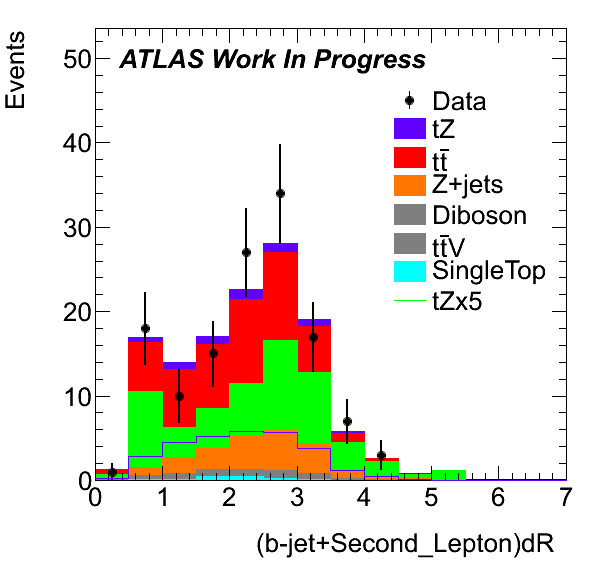 Events
ATLAS Work In Progress
50
40
30
20
10
0
Data
tZ
tt̄
Z+jets
Diboson
tt̄V
SingleTop
tZx5
0 1 2 3 4 5 6 7
(b-jet+Second_Lepton)dR